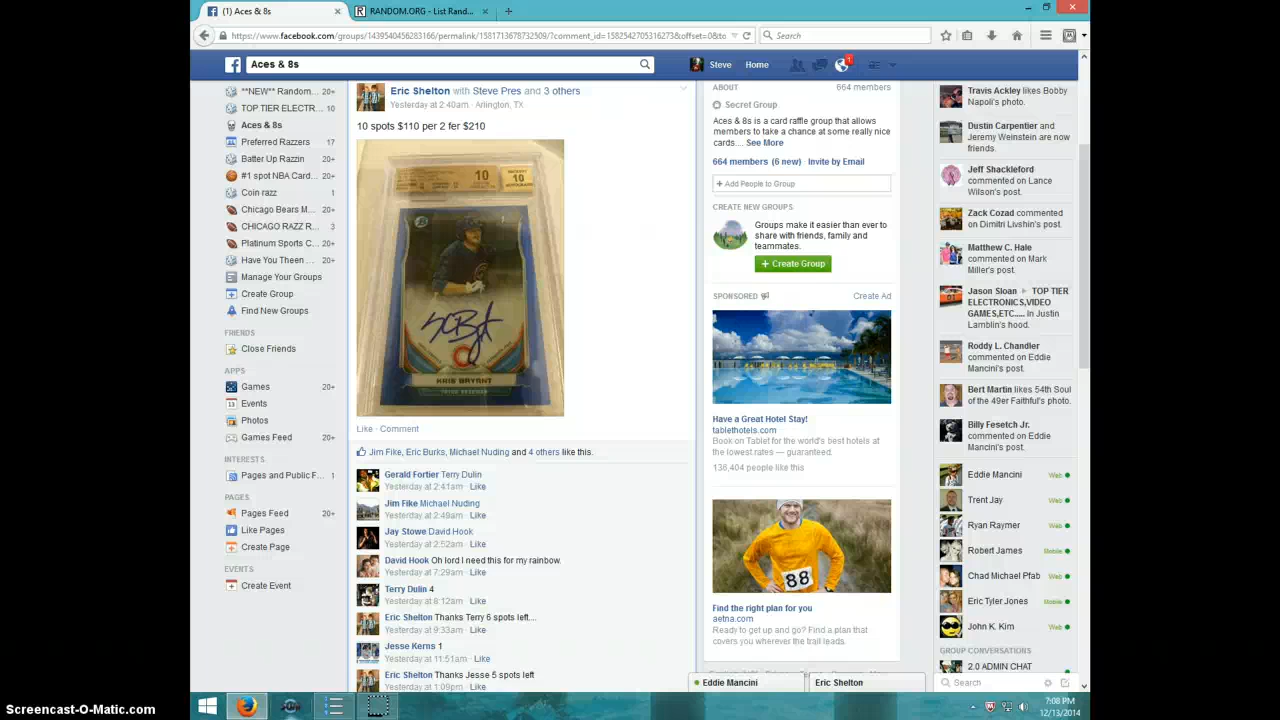 (1) Aces & 8s
RANDOM.ORG - List Rand...
https://www.facebook.com/groups/1439540456283166/permalink/1581713678732509/?comment_id=1582542705316273&offset=0&to
Search
Aces & 8s
Steve Home
1
**NEW** Random... 20+
TOP TIER ELECTR... 10
Aces & 8s
Preferred Razzers 17
Batter Up Razzin 20+
#1 spot NBA Card... 20+
Coin razz 1
Chicago Bears M... 20+
CHICAGO RAZZ R... 3
Platinum Sports C... 20+
Have You Theen ... 20+
Manage Your Groups
Create Group
Find New Groups
FRIENDS
Close Friends
APPS
Games 20+
Events
Photos
Games Feed 20+
INTERESTS
Pages and Public F... 1
PAGES
Pages Feed 20+
Like Pages
Create Page
EVENTS
Create Event
Eric Shelton with Steve Pres and 3 others
Yesterday at 2:40am · Arlington, TX
10 spots $110 per 2 fer $210
10
10
KRIS BRYANT
Like · Comment
Jim Fike, Eric Burks, Michael Nuding and 4 others like this.
Gerald Fortier Terry Dulin
Yesterday at 2:41am · Like
Jim Fike Michael Nuding
Yesterday at 2:49am · Like
Jay Stowe David Hook
Yesterday at 2:52am · Like
David Hook Oh lord I need this for my rainbow.
Yesterday at 7:29am · Like
Terry Dulin 4
Yesterday at 8:12am · Like
Eric Shelton Thanks Terry 6 spots left....
Yesterday at 9:33am · Like
Jesse Kerns 1
Yesterday at 11:51am · Like
Eric Shelton Thanks Jesse 5 spots left
Yesterday at 1:09pm · Like
ABOUT 664 members
Secret Group
Aces & 8s is a card raffle group that allows
members to take a chance at some really nice
cards.... See More
664 members (6 new) · Invite by Email
+ Add People to Group
CREATE NEW GROUPS
Groups make it easier than ever to
share with friends, family and
teammates.
+ Create Group
SPONSORED Create Ad
Have a Great Hotel Stay!
tablethotels.com
Book on Tablet for the world's best hotels at
the lowest rates — guaranteed.
136,404 people like this
88
Find the right plan for you
aetna.com
Ready to get up and go? Find a plan that
covers you wherever the trail leads.
Travis Ackley likes Bobby
Napoli's photo.
Dustin Carpentier and
Jeremy Weinstein are now
friends.
Jeff Shackleford
commented on Lance
Wilson's post.
Zack Cozad commented
on Dimitri Livshin's post.
Matthew C. Hale
commented on Mark
Miller's post.
Jason Sloan ▸ TOP TIER
ELECTRONICS,VIDEO
GAMES,ETC..... In Justin
Lamblin's hood.
Roddy L. Chandler
commented on Eddie
Mancini's post.
Bert Martin likes 54th Soul
of the 49er Faithful's photo.
Billy Fesetch Jr.
commented on Eddie
Mancini's post.
Eddie Mancini Web
Trent Jay Web
Ryan Raymer Web
Robert James Mobile
Chad Michael Pfab Web
Eric Tyler Jones Mobile
John K. Kim Web
GROUP CONVERSATIONS
2.0 ADMIN CHAT
Search
Eddie Mancini
Eric Shelton
7:08 PM
12/13/2014
Screencast-O-Matic.com